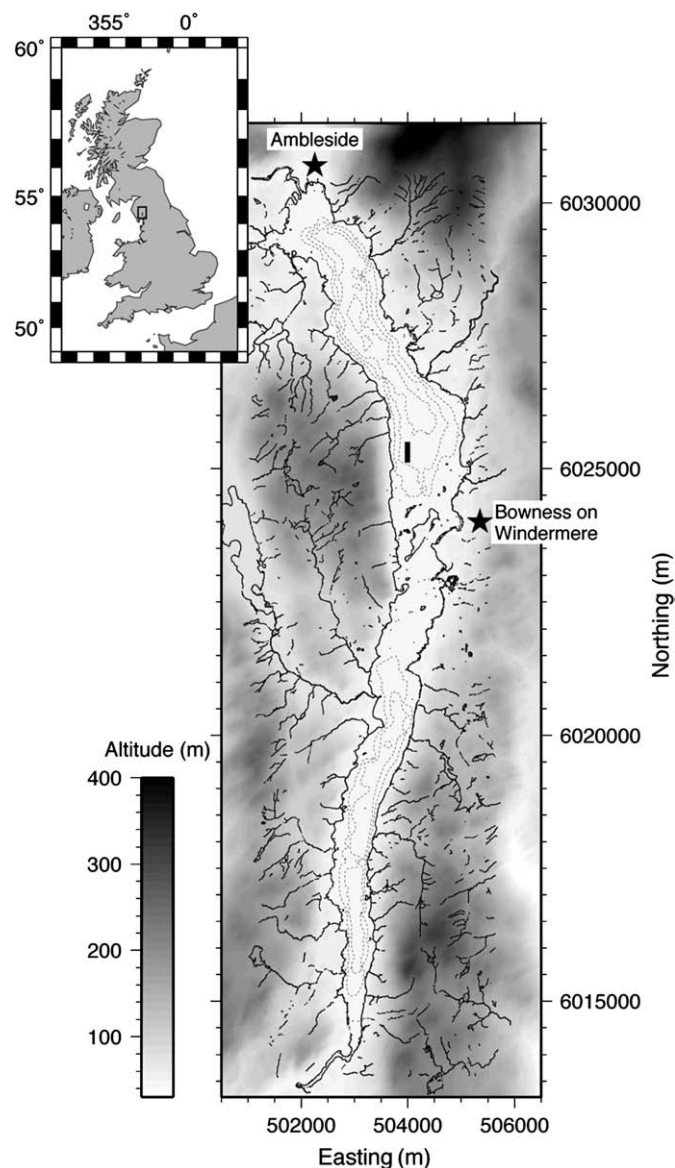 355° 0°
60°
55°
50°
Ambleside
6030000
6025000
Bowness on
Windermere
Northing (m)
6020000
Altitude (m)
400
300
200
100
6015000
502000 504000 506000
Easting (m)